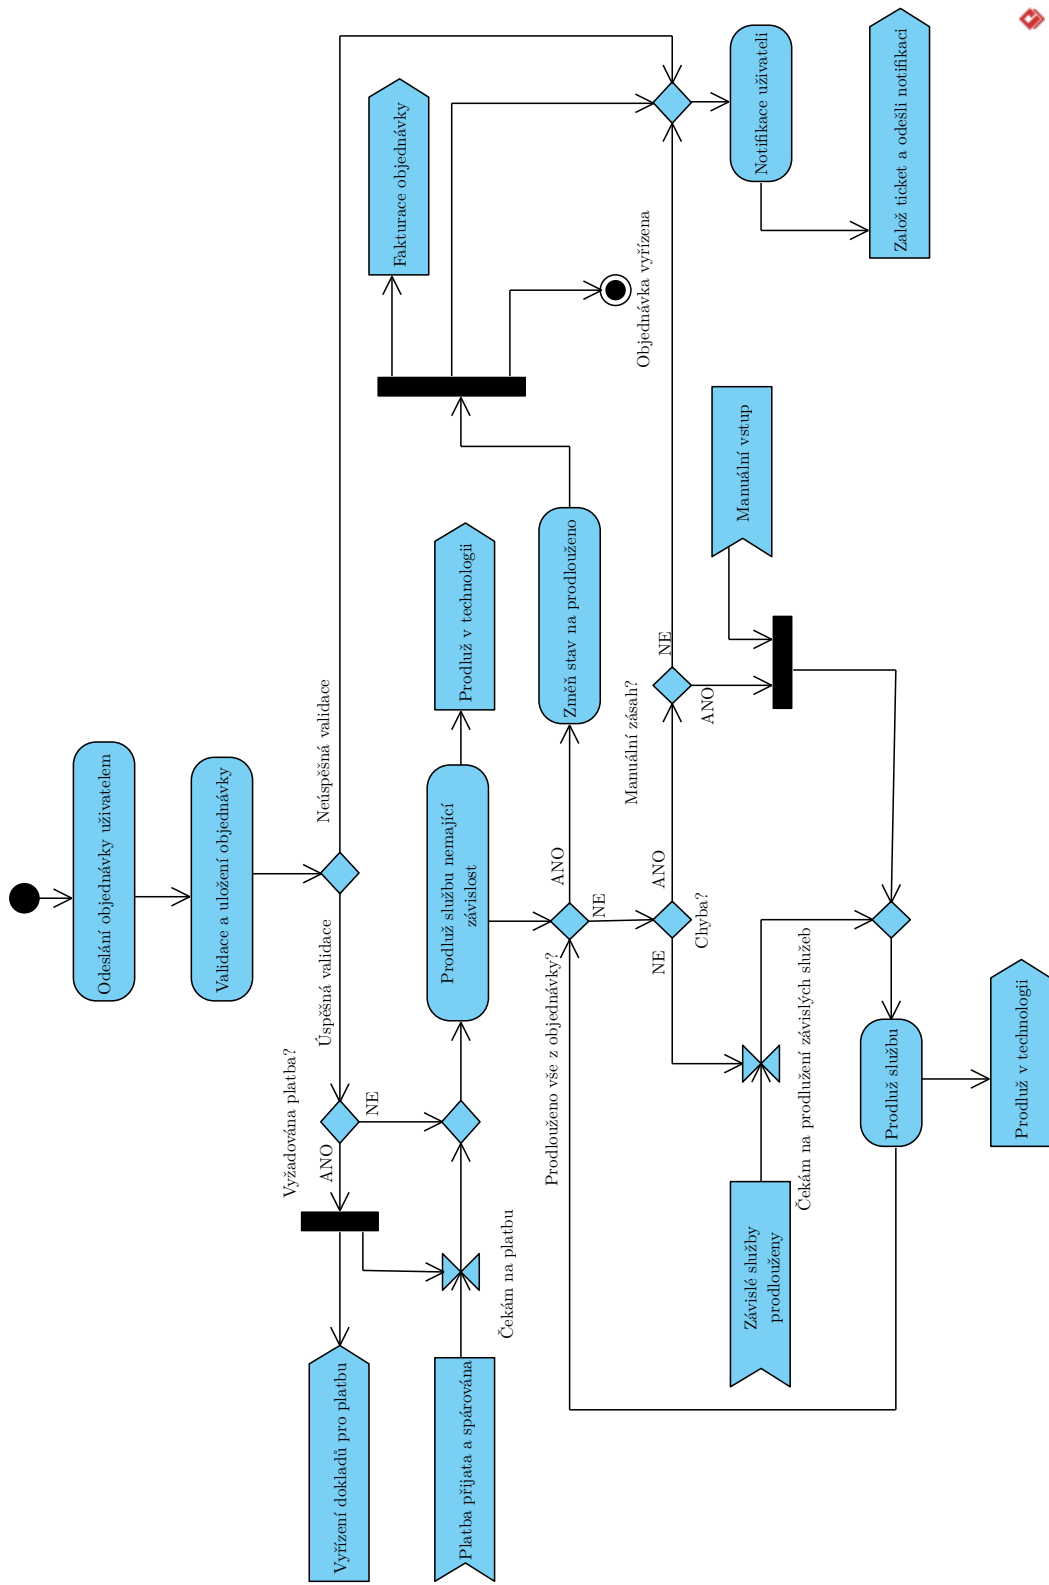 Odeslání objednávky uživatelem
Validace a uložení objednávky
Úspěšná validace
Neúspěšná validace
Vyžadována platba?
ANO
NE
Vyřízení dokladů pro platbu
Platba přijata a spárována
Čekám na platbu
Prodluž službu nemající
závislost
Prodluž v technologii
Fakturace objednávky
Prodlouženo vše z objednávky?
ANO
NE
Změň stav na prodlouženo
Objednávka vyřízena
Chyba?
NE
ANO
Manuální zásah?
NE
ANO
Manuální vstup
Notifikace uživateli
Založ ticket a odešli notifikaci
Závislé služby
prodlouženy
Čekám na prodlužení závislých služeb
Prodluž službu
Prodluž v technologii